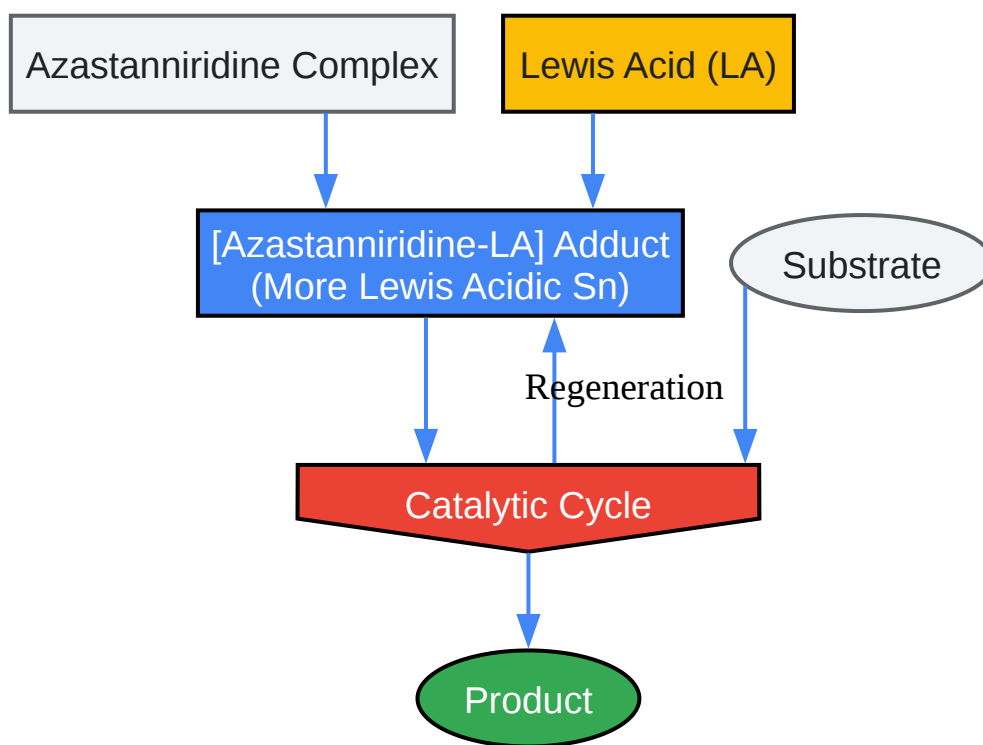 Azastanniridine Complex
Lewis Acid (LA)
[Azastanniridine-LA] Adduct
(More Lewis Acidic Sn)
Substrate
Regeneration
Catalytic Cycle
Product